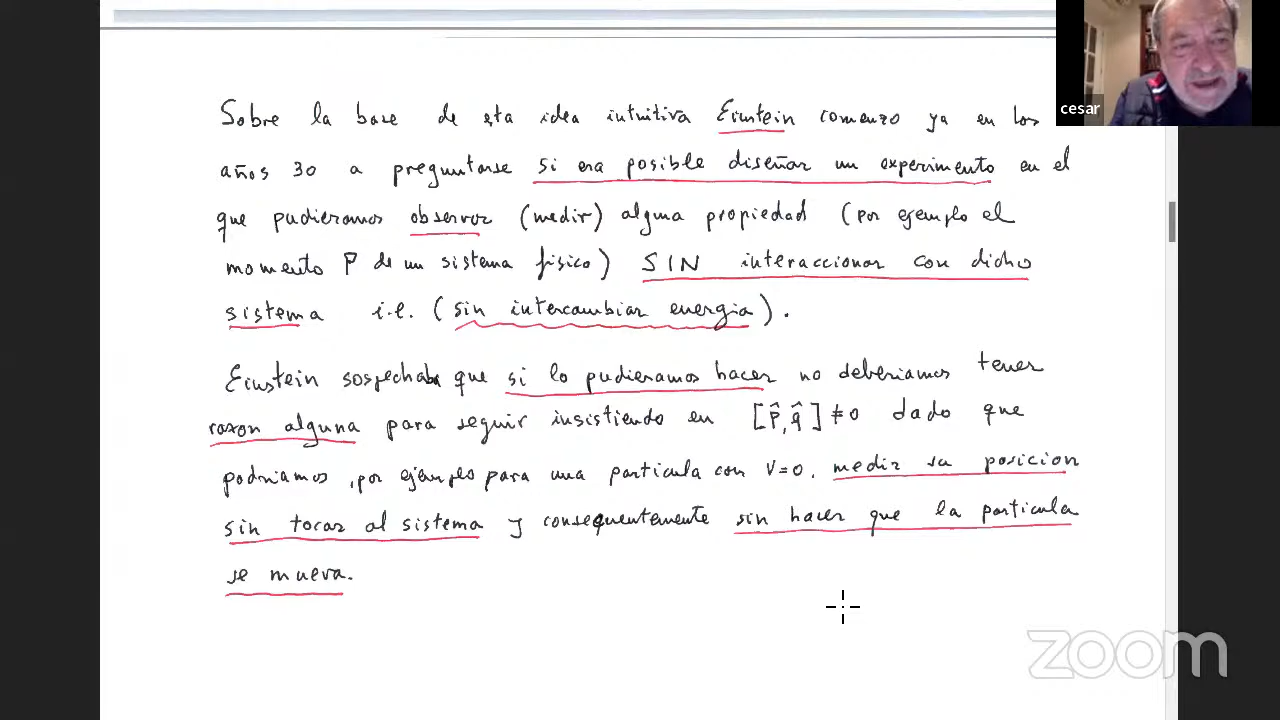 Sobre la base de esta idea intuitiva Einstein comenzo ya en los
años 30 a preguntarse si era posible diseñar un experimento en el
que pudieramos observar (medir) alguna propiedad (por ejemplo el
momento P de un sistema fisico) SIN interaccionar con dicho
sistema i.e. (sin intercambiar energia).
Einstein sospechaba que si lo pudieramos hacer no deberiamos tener
razon alguna para seguir insistiendo en [p̂, q̂] ≠ 0 dado que
podriamos, por ejemplo para una particula con V=0, medir su posicion
sin tocar al sistema y consequentemente sin hacer que la particula
se mueva.
cesar
zoom